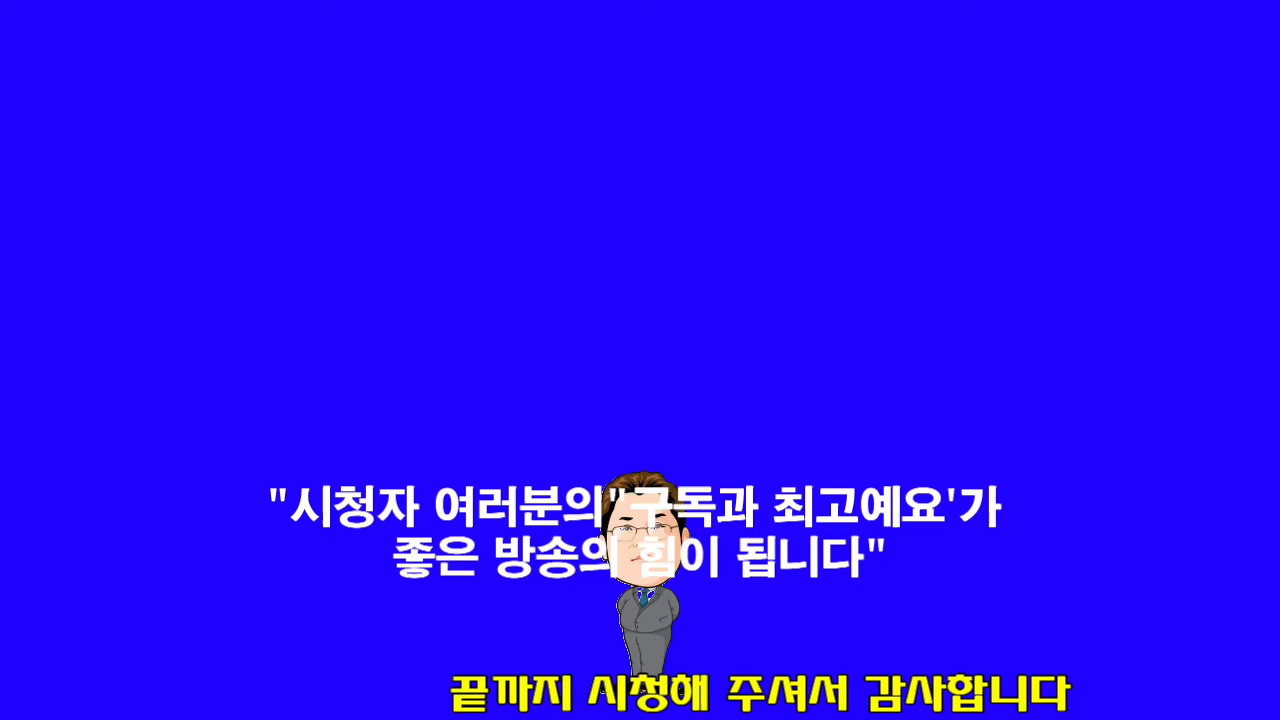 "시청자 여러분의"구독과 최고예요'가
좋은 방송의 힘이 됩니다"
끝까지 시청해 주셔서 감사합니다